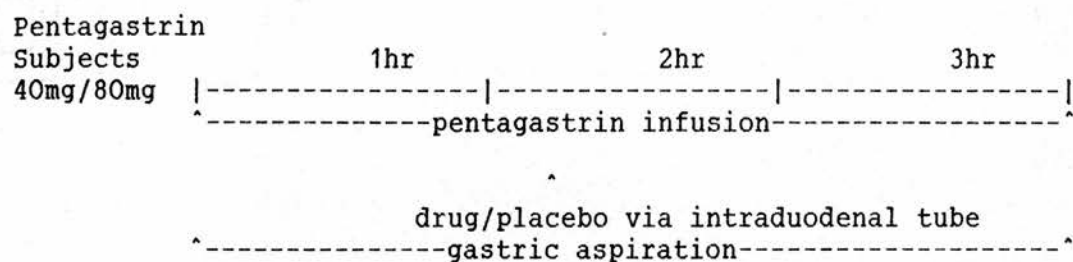 Pentagastrin
Subjects 1hr 2hr 3hr
40mg/80mg |-----------------|-----------------|-----------------|
^--------------pentagastrin infusion------------------^
^
drug/placebo via intraduodenal tube
^---------------gastric aspiration--------------------^